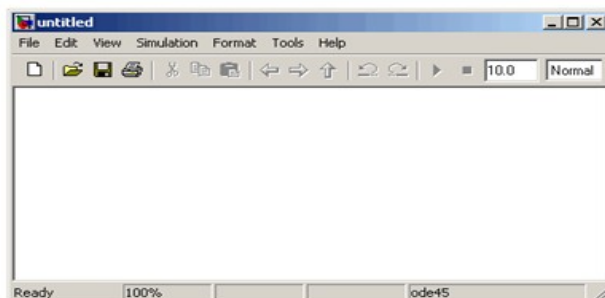 untitled
File Edit View Simulation Format Tools Help
10.0 Normal
Ready 100% ode45